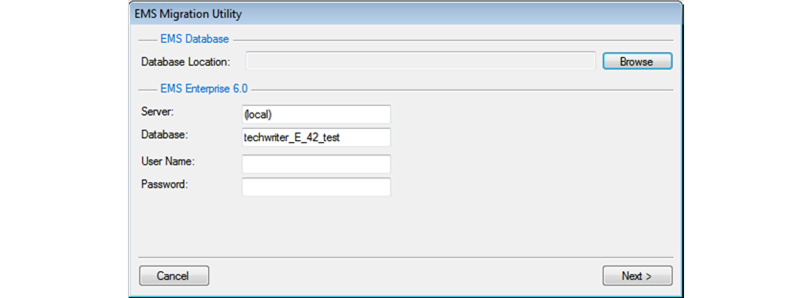 EMS Migration Utility
EMS Database
Database Location:
Browse
EMS Enterprise 6.0
Server:
(local)
Database:
techwriter_E_42_test
User Name:
Password:
Cancel
Next >